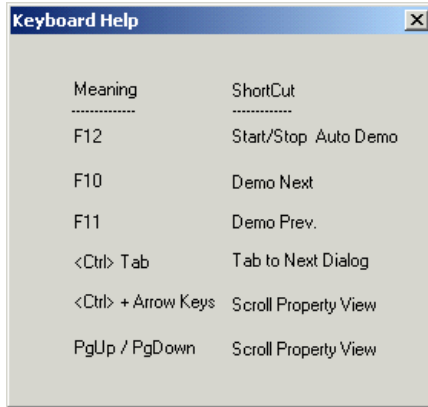 Keyboard Help
Meaning ShortCut
-------------- -------------
F12 Start/Stop Auto Demo
F10 Demo Next
F11 Demo Prev.
<Ctrl> Tab Tab to Next Dialog
<Ctrl> + Arrow Keys Scroll Property View
PgUp / PgDown Scroll Property View